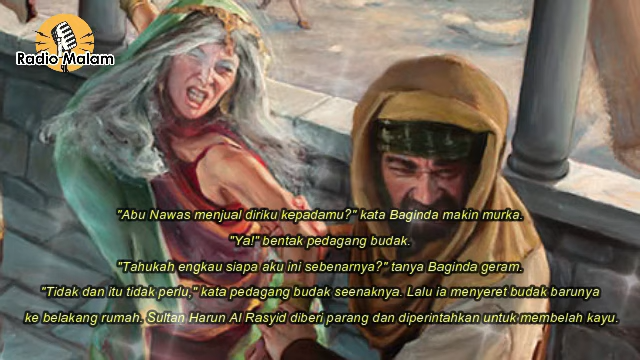 Radio Malam
"Abu Nawas menjual diriku kepadamu?" kata Baginda makin murka.
"Ya!" bentak pedagang budak.
"Tahukah engkau siapa aku ini sebenarnya?" tanya Baginda geram.
"Tidak dan itu tidak perlu," kata pedagang budak seenaknya. Lalu ia menyeret budak barunya
ke belakang rumah. Sultan Harun Al Rasyid diberi parang dan diperintahkan untuk membelah kayu.